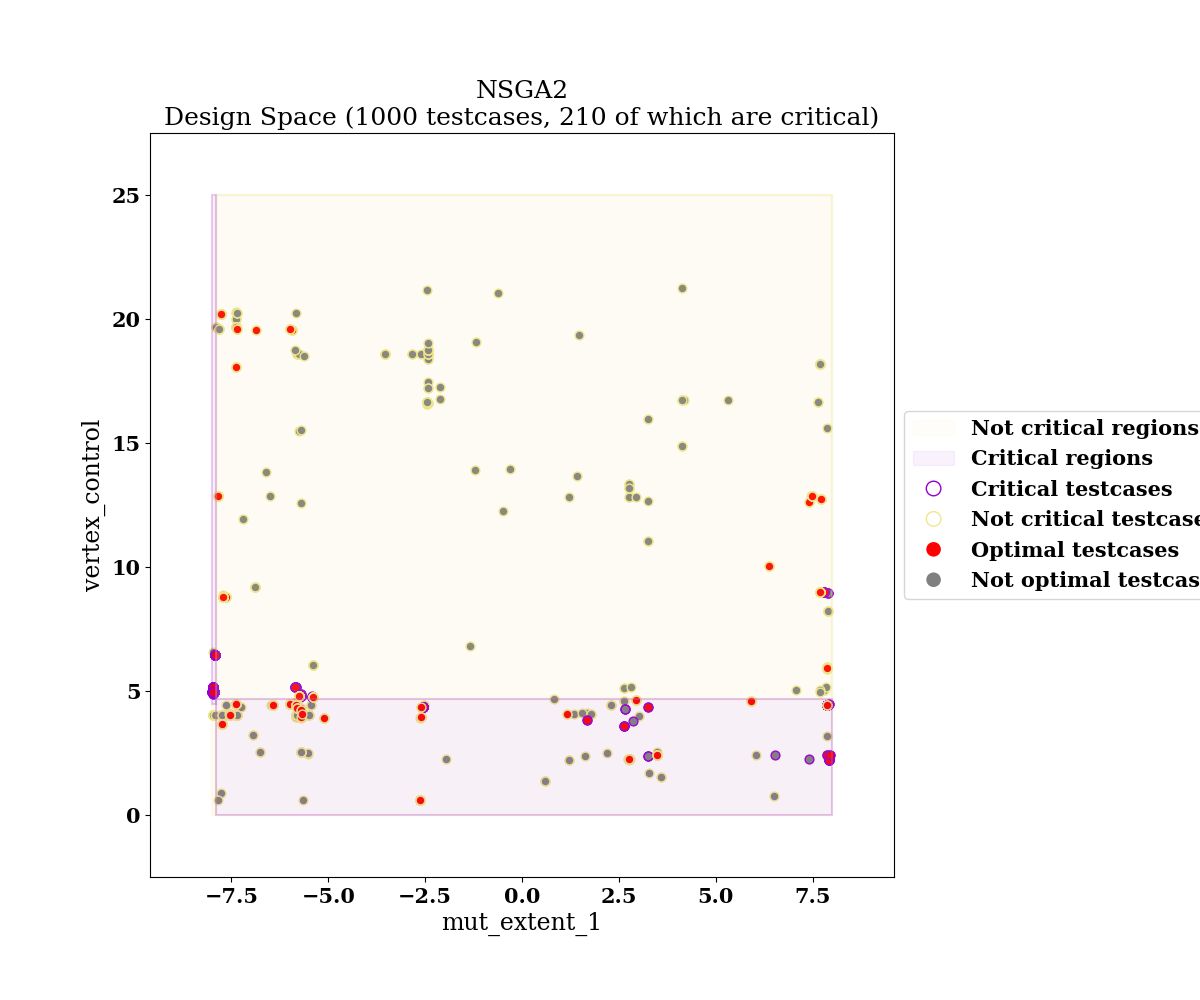 NSGA2
Design Space (1000 testcases, 210 of which are critical)
25
20
15
10
5
0
vertex_control
−7.5 −5.0 −2.5 0.0 2.5 5.0 7.5
mut_extent_1
Not critical regions
Critical regions
Critical testcases
Not critical testcase
Optimal testcases
Not optimal testcas